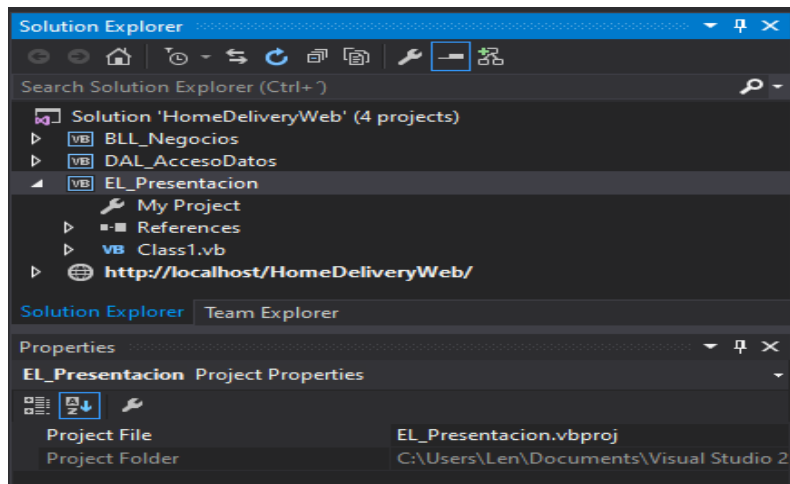 Solution Explorer
Search Solution Explorer (Ctrl+´)
Solution 'HomeDeliveryWeb' (4 projects)
VB BLL_Negocios
VB DAL_AccesoDatos
VB EL_Presentacion
My Project
References
VB Class1.vb
http://localhost/HomeDeliveryWeb/
Solution Explorer Team Explorer
Properties
EL_Presentacion Project Properties
Project File EL_Presentacion.vbproj
Project Folder C:\Users\Len\Documents\Visual Studio 2